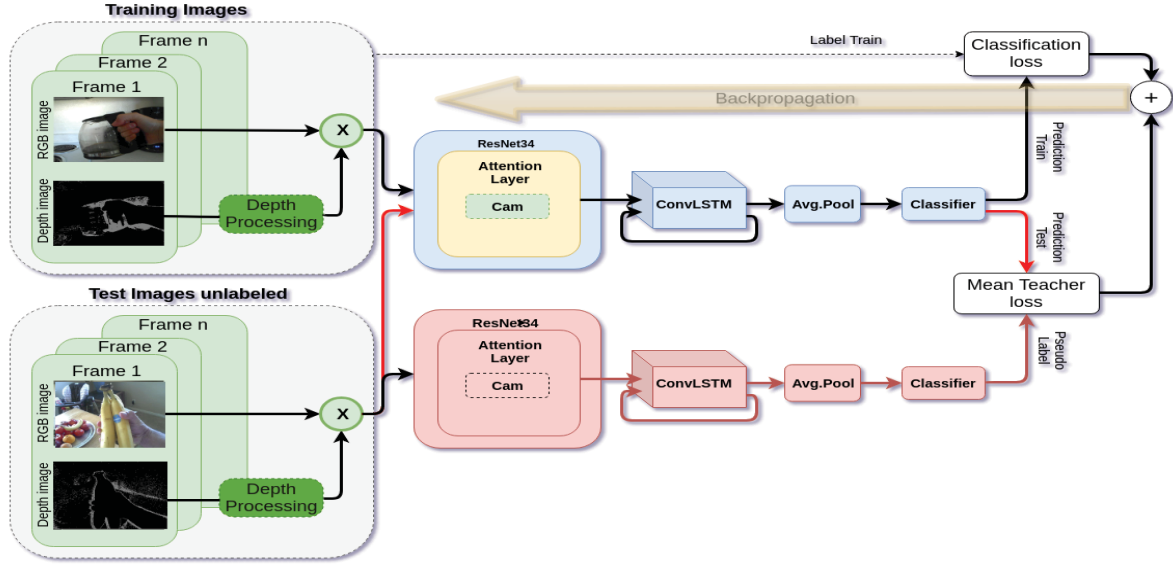 Training Images
Frame n
Frame 2
Frame 1
RGB image
Depth image
X
Depth
Processing
Label Train
Classification
loss
+
Backpropagation
Prediction
Train
ResNet34
Attention
Layer
Cam
ConvLSTM
Avg.Pool
Classifier
Prediction
Test
Mean Teacher
loss
Test Images unlabeled
Frame n
Frame 2
Frame 1
RGB image
Depth image
X
Depth
Processing
ResNet34
Attention
Layer
Cam
ConvLSTM
Avg.Pool
Classifier
Pseudo
Label